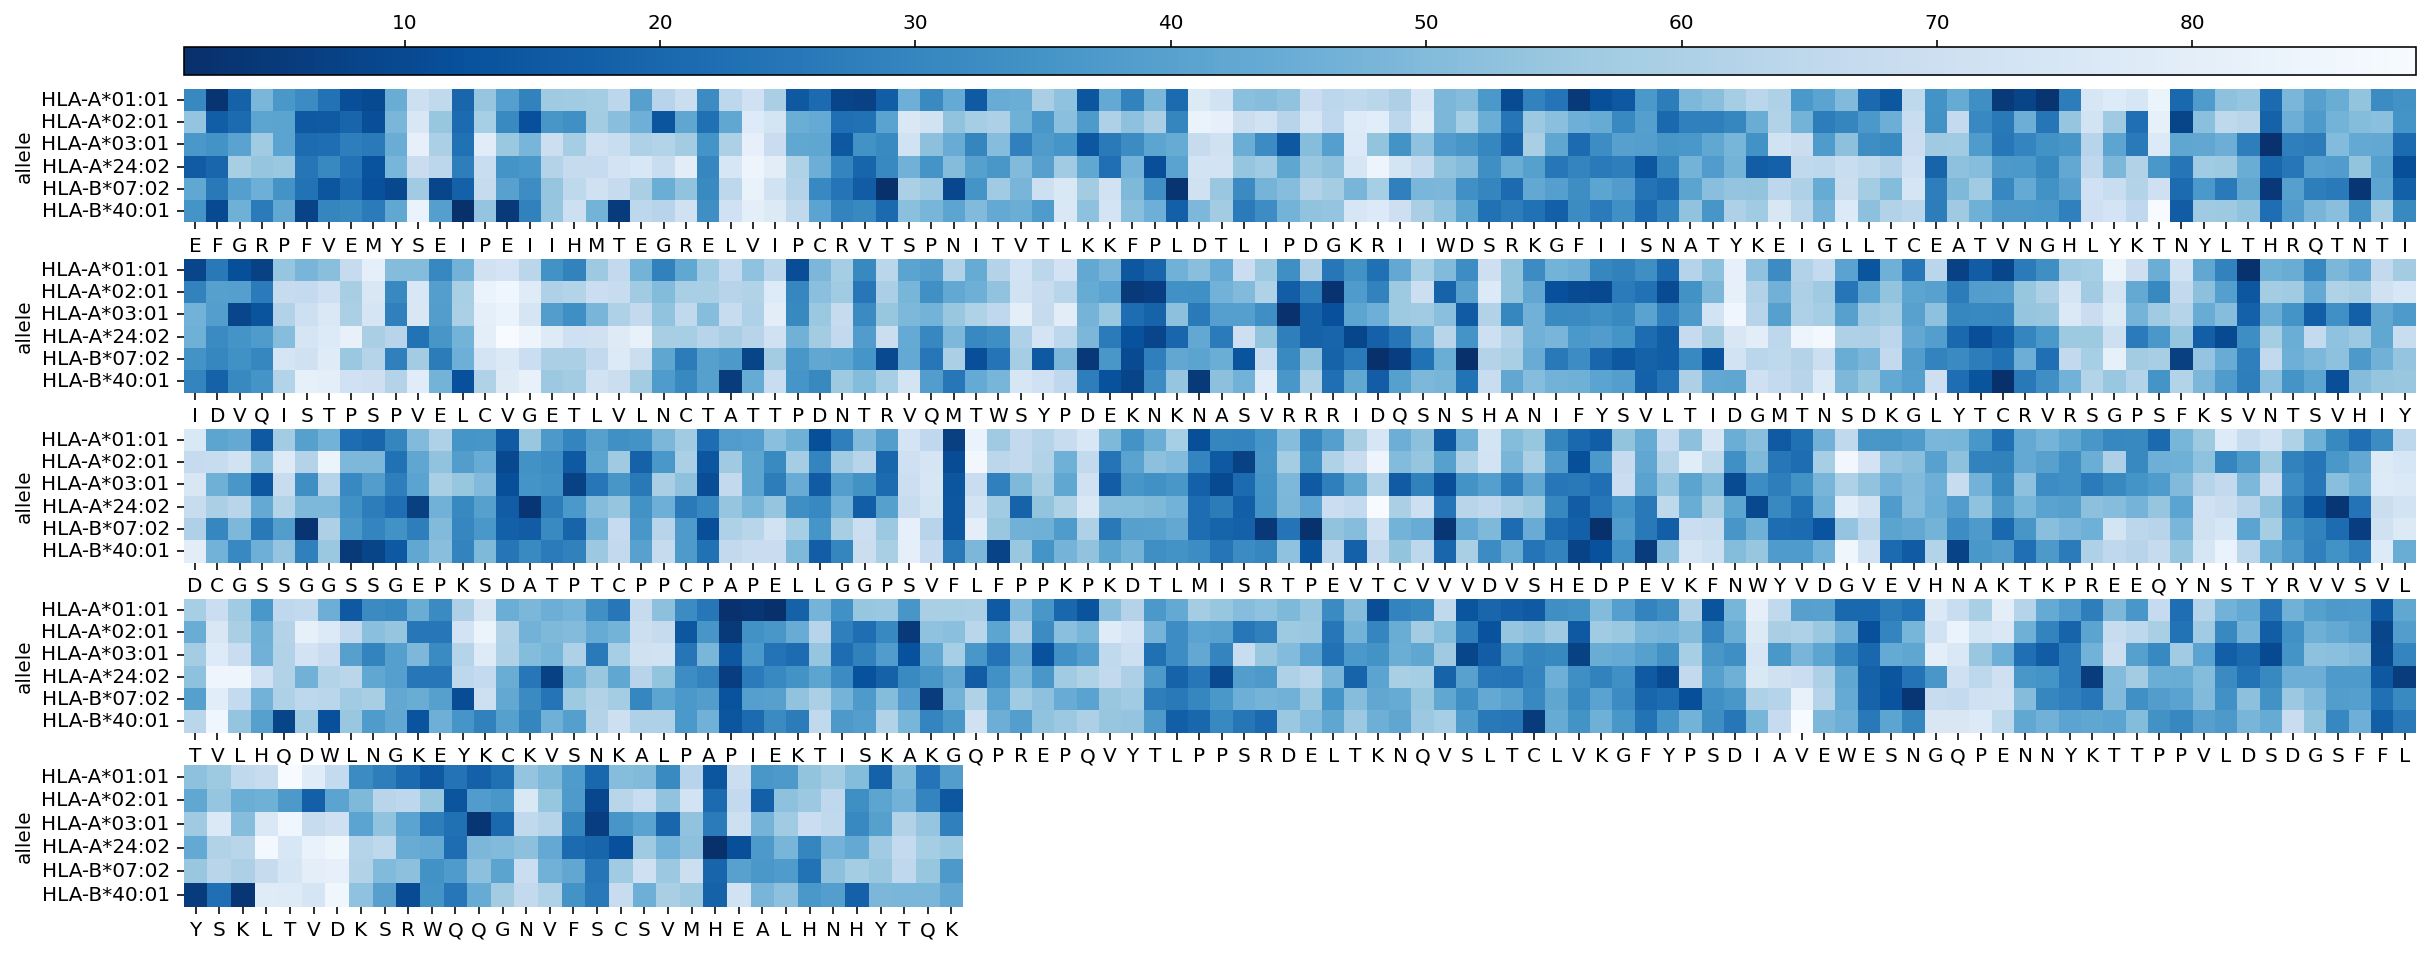 10 20 30 40 50 60 70 80
allele
HLA-A*01:01
HLA-A*02:01
HLA-A*03:01
HLA-A*24:02
HLA-B*07:02
HLA-B*40:01
E F G R P F V E M Y S E I P E I I H M T E G R E L V I P C R V T S P N I T V T L K K F P L D T L I P D G K R I I W D S R K G F I I S N A T Y K E I G L L T C E A T V N G H L Y K T N Y L T H R Q T N T I
allele
HLA-A*01:01
HLA-A*02:01
HLA-A*03:01
HLA-A*24:02
HLA-B*07:02
HLA-B*40:01
I D V Q I S T P S P V E L C V G E T L V L N C T A T T P D N T R V Q M T W S Y P D E K N K N A S V R R R I D Q S N S H A N I F Y S V L T I D G M T N S D K G L Y T C R V R S G P S F K S V N T S V H I Y
allele
HLA-A*01:01
HLA-A*02:01
HLA-A*03:01
HLA-A*24:02
HLA-B*07:02
HLA-B*40:01
D C G S S G G S S G E P K S D A T P T C P P C P A P E L L G G P S V F L F P P K P K D T L M I S R T P E V T C V V V D V S H E D P E V K F N W Y V D G V E V H N A K T K P R E E Q Y N S T Y R V V S V L
allele
HLA-A*01:01
HLA-A*02:01
HLA-A*03:01
HLA-A*24:02
HLA-B*07:02
HLA-B*40:01
T V L H Q D W L N G K E Y K C K V S N K A L P A P I E K T I S K A K G Q P R E P Q V Y T L P P S R D E L T K N Q V S L T C L V K G F Y P S D I A V E W E S N G Q P E N N Y K T T P P V L D S D G S F F L
allele
HLA-A*01:01
HLA-A*02:01
HLA-A*03:01
HLA-A*24:02
HLA-B*07:02
HLA-B*40:01
Y S K L T V D K S R W Q Q G N V F S C S V M H E A L H N H Y T Q K